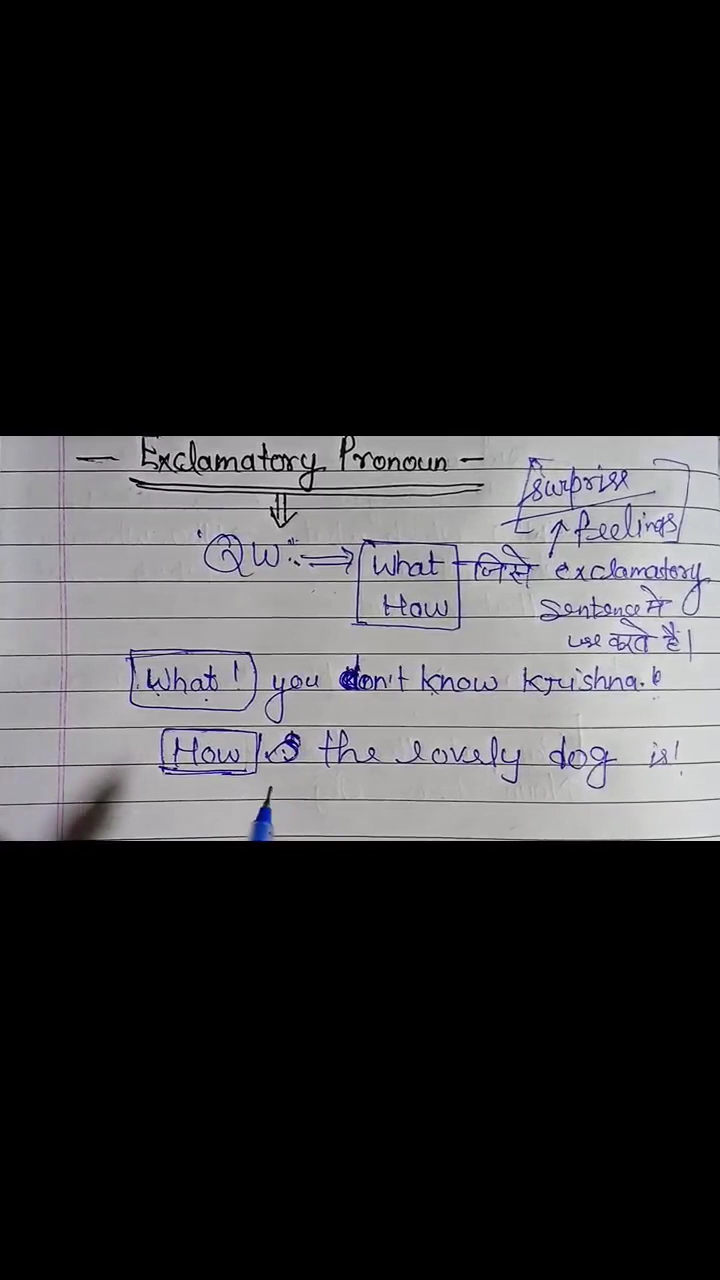 — Exclamatory Pronoun —
surprise
feelings
QW What जिसे exclamatory
How sentence में
use करते है।
What! you don't know Krishna.
How the lovely dog is!